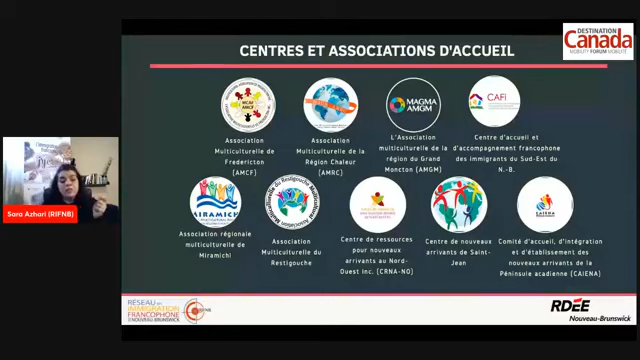 DESTINATION
Canada
MOBILITY FORUM MOBILITÉ
CENTRES ET ASSOCIATIONS D'ACCUEIL
MCAF
AMCF
MAGMA
AMGM
CAFi
Association
Multiculturelle de
Fredericton
(AMCF)
Association
Multiculturelle de la
Région Chaleur
(AMRC)
L'Association
multiculturelle de la
région du Grand
Moncton (AMGM)
Centre d'accueil et
d'accompagnement francophone
des immigrants du Sud-Est du
N.-B.
MIRAMICHI
CAIENA
Association régionale
multiculturelle de
Miramichi
Association
Multiculturelle du
Restigouche
Centre de ressources
pour nouveaux
arrivants au Nord-
Ouest inc. (CRNA-NO)
Centre de nouveaux
arrivants de Saint-
Jean
Comité d'accueil, d'intégration
et d'établissement des
nouveaux arrivants de la
Péninsule acadienne (CAIENA)
Sara Azhari (RIFNB)
RÉSEAU en
IMMIGRATION
FRANCOPHONE
du NOUVEAU-BRUNSWICK
RDÉE
Nouveau-Brunswick